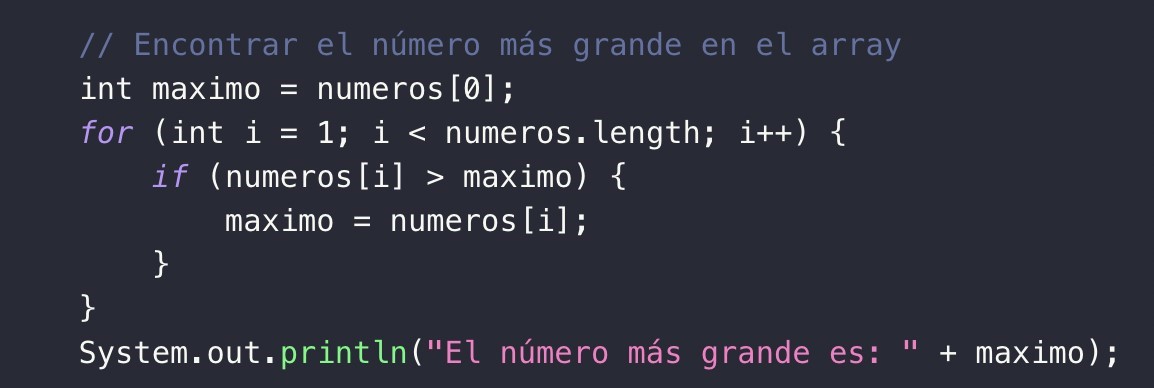 // Encontrar el número más grande en el array
int maximo = numeros[0];
for (int i = 1; i < numeros.length; i++) {
    if (numeros[i] > maximo) {
        maximo = numeros[i];
    }
}
System.out.println("El número más grande es: " + maximo);